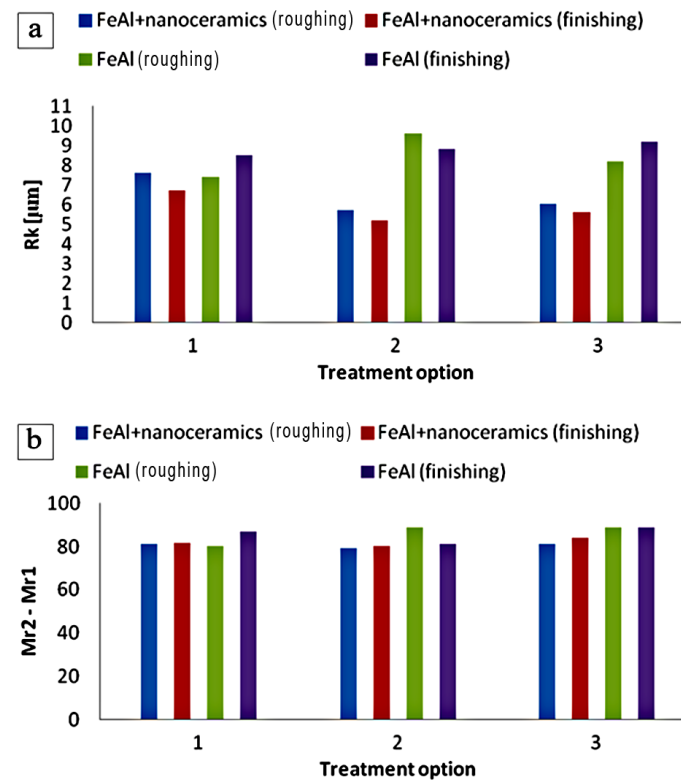 a
FeAl+nanoceramics (roughing) FeAl+nanoceramics (finishing)
FeAl (roughing) FeAl (finishing)
11
10
9
8
7
6
5
4
3
2
1
0
Rk [µm]
1 2 3
Treatment option
b
FeAl+nanoceramics (roughing) FeAl+nanoceramics (finishing)
FeAl (roughing) FeAl (finishing)
100
80
60
40
20
0
Mr2 - Mr1
1 2 3
Treatment option